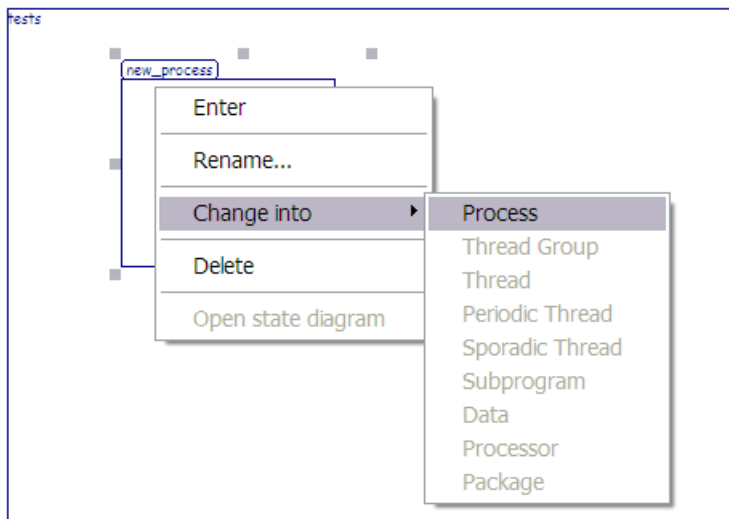 tests
new_process
Enter
Rename...
Change into
Delete
Open state diagram
Process
Thread Group
Thread
Periodic Thread
Sporadic Thread
Subprogram
Data
Processor
Package